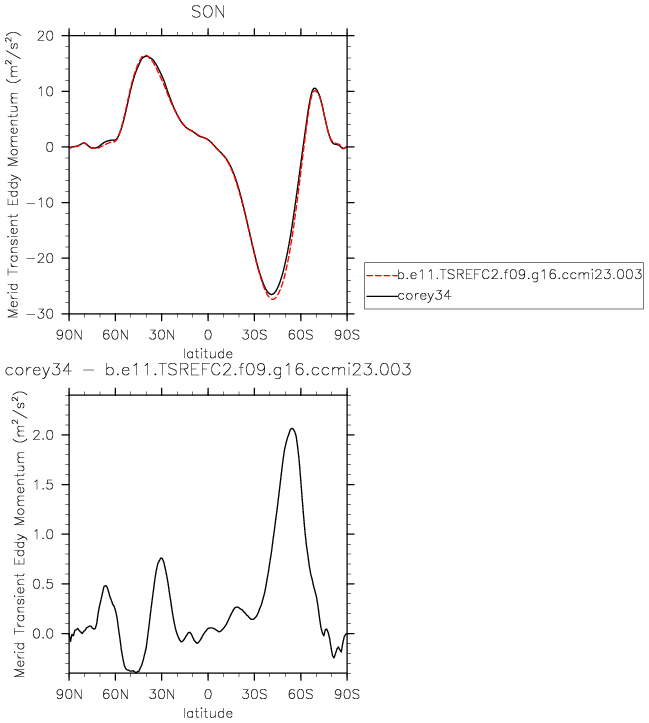 SON
Merid Transient Eddy Momentum (m²/s²)
20
10
0
−10
−20
−30
90N 60N 30N 0 30S 60S 90S
latitude
b.e11.TSREFC2.f09.g16.ccmi23.003
corey34
corey34 − b.e11.TSREFC2.f09.g16.ccmi23.003
Merid Transient Eddy Momentum (m²/s²)
2.0
1.5
1.0
0.5
0.0
90N 60N 30N 0 30S 60S 90S
latitude